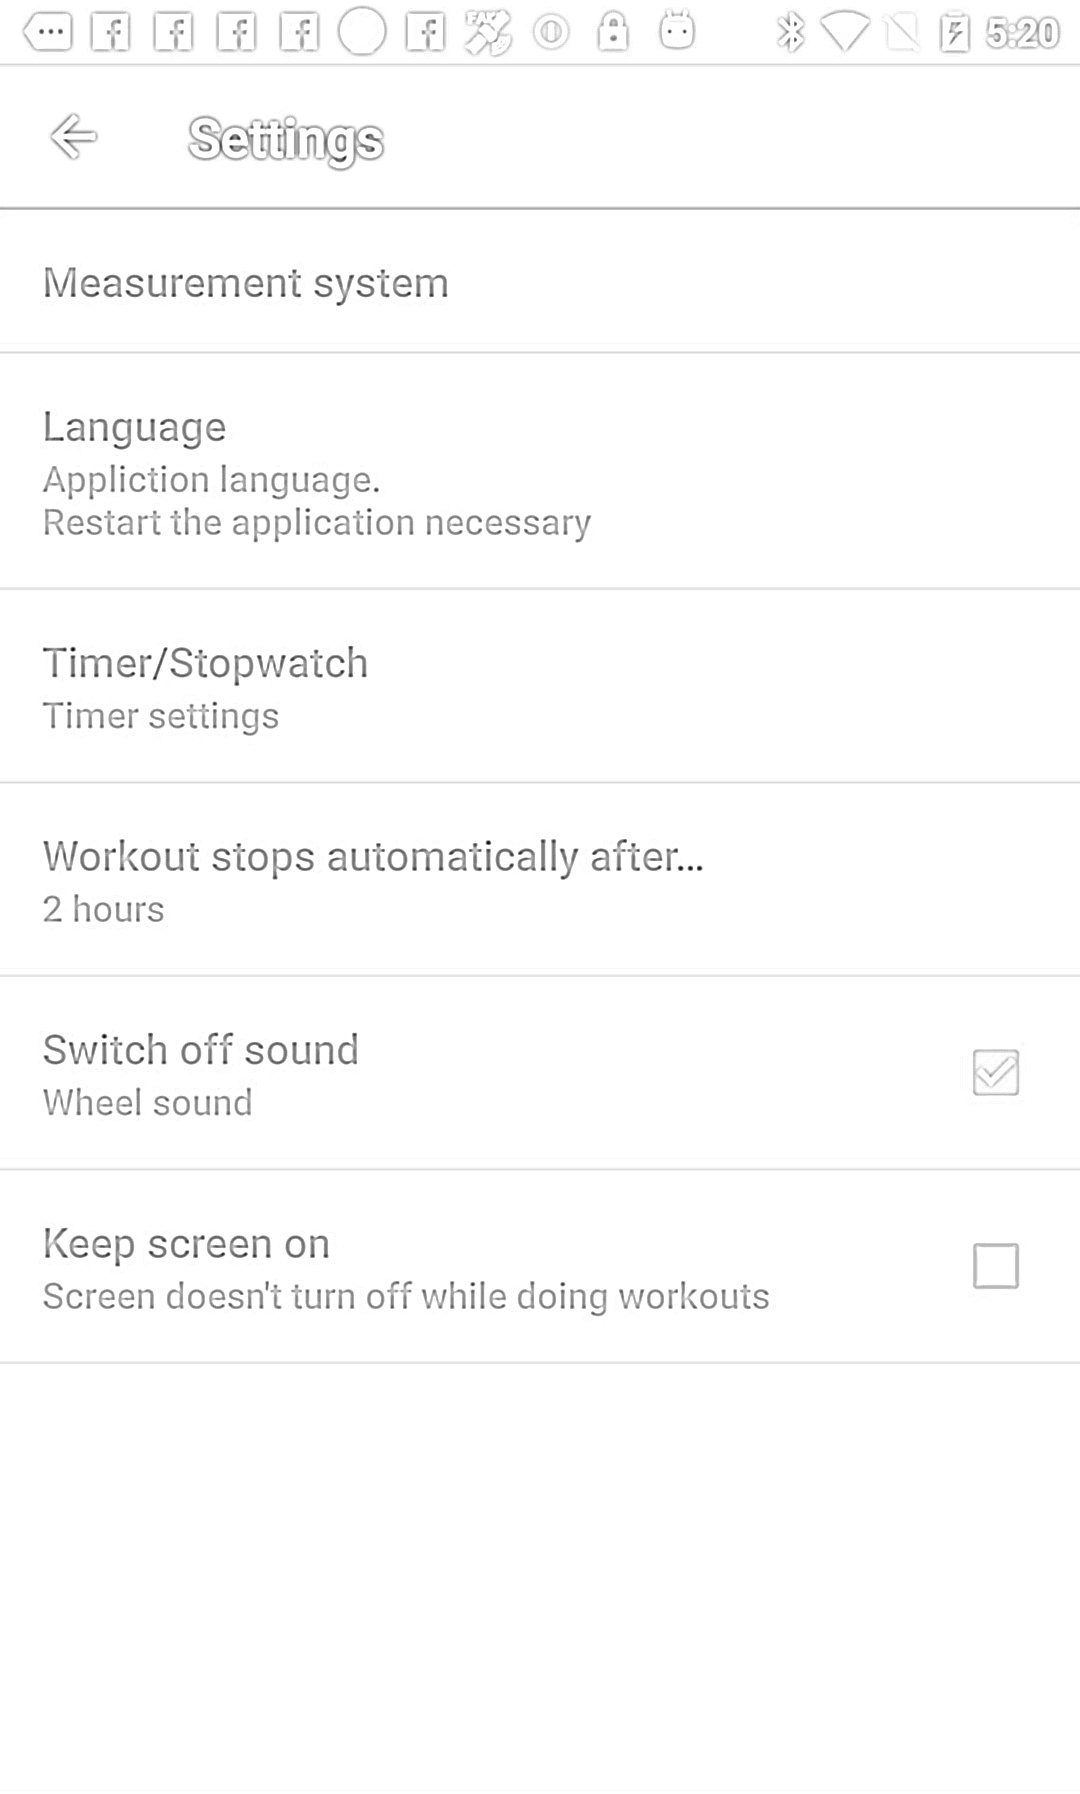 5:20
Settings
Measurement system
Language
Appliction language.
Restart the application necessary
Timer/Stopwatch
Timer settings
Workout stops automatically after...
2 hours
Switch off sound
Wheel sound
Keep screen on
Screen doesn't turn off while doing workouts